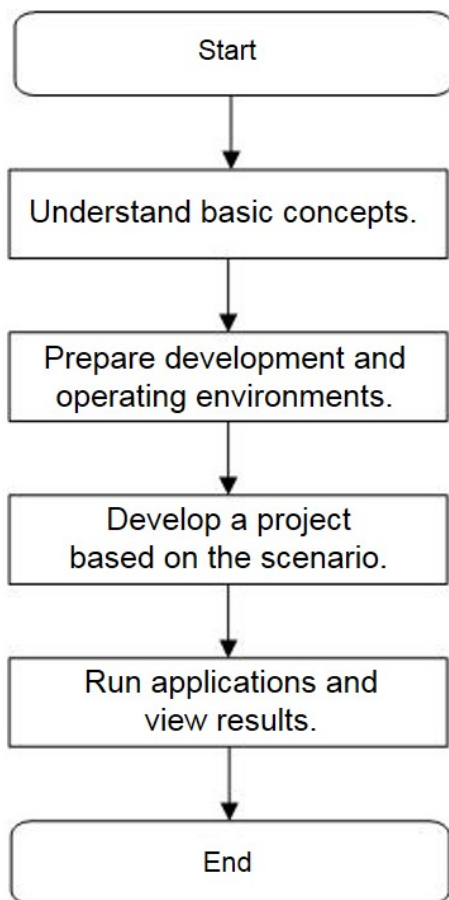 Start
Understand basic concepts.
Prepare development and
operating environments.
Develop a project
based on the scenario.
Run applications and
view results.
End